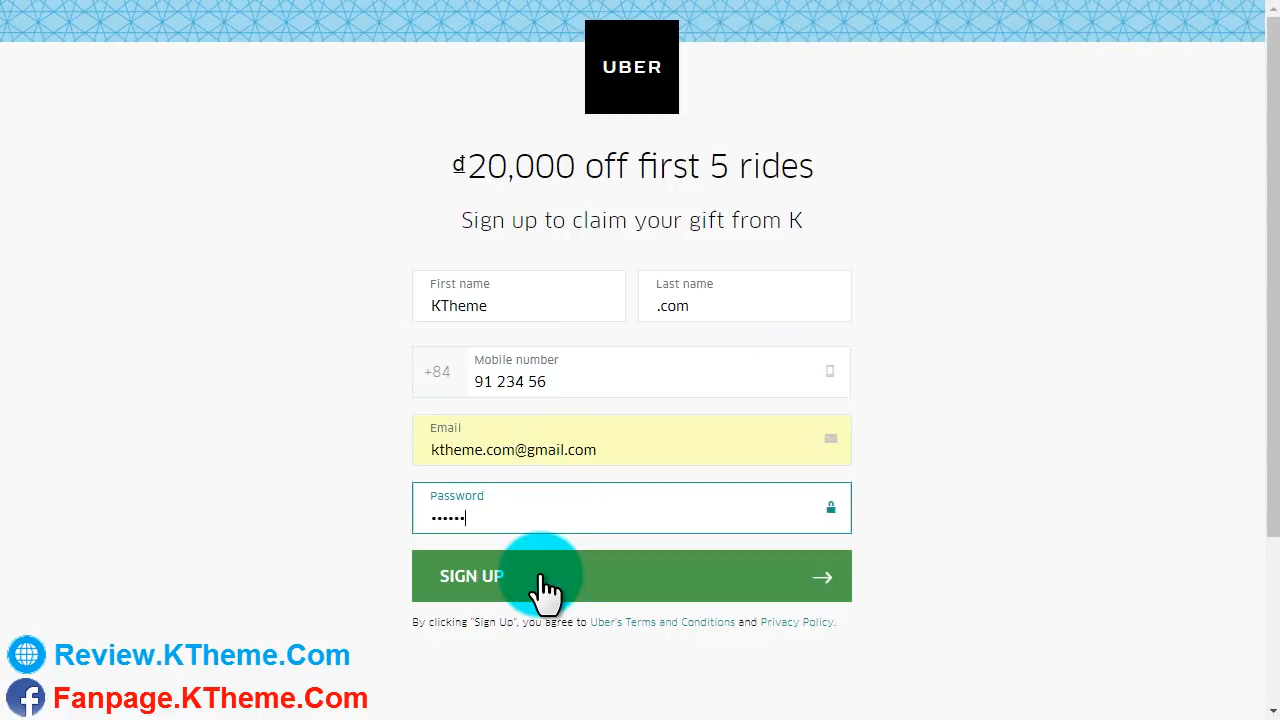 UBER
₫20,000 off first 5 rides
Sign up to claim your gift from K
First name
KTheme
Last name
.com
+84
Mobile number
91 234 56
Email
ktheme.com@gmail.com
Password
••••••
SIGN UP
By clicking "Sign Up", you agree to Uber's Terms and Conditions and Privacy Policy.
Review.KTheme.Com
Fanpage.KTheme.Com